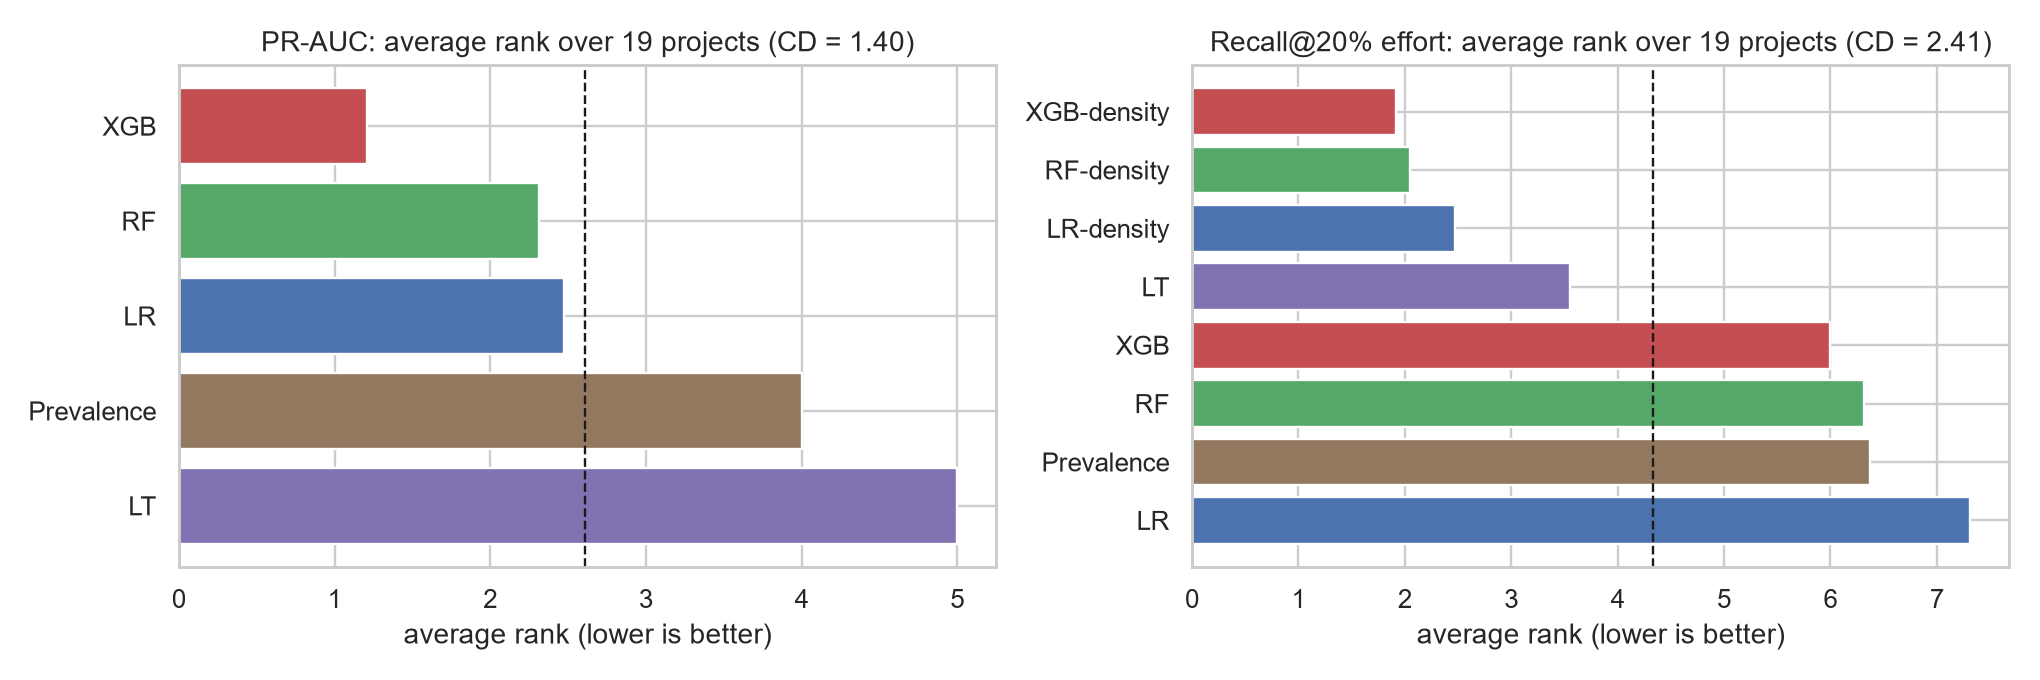 PR-AUC: average rank over 19 projects (CD = 1.40)
XGB
RF
LR
Prevalence
LT
0 1 2 3 4 5
average rank (lower is better)
Recall@20% effort: average rank over 19 projects (CD = 2.41)
XGB-density
RF-density
LR-density
LT
XGB
RF
Prevalence
LR
0 1 2 3 4 5 6 7
average rank (lower is better)